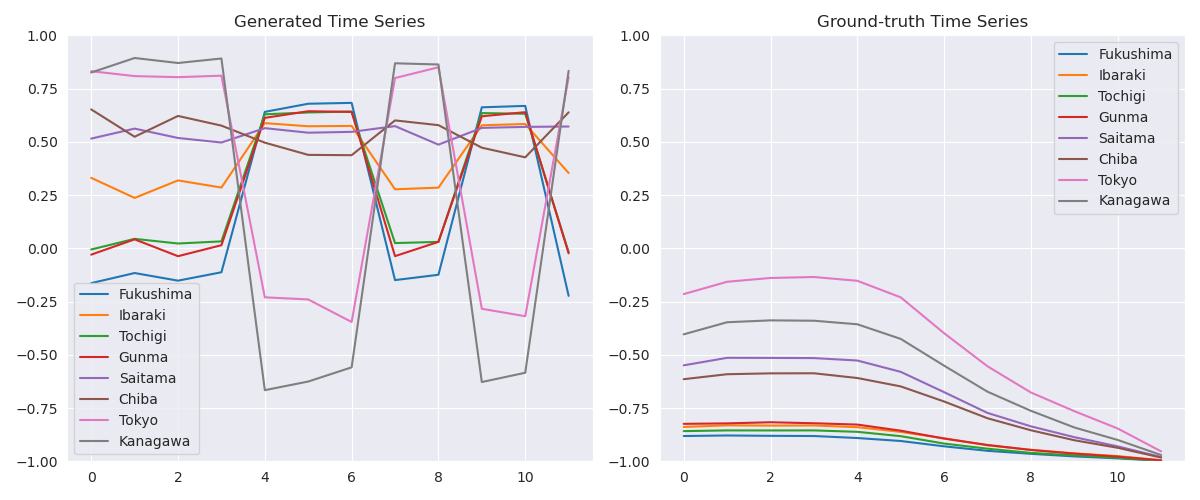 Generated Time Series
1.00
0.75
0.50
0.25
0.00
−0.25
−0.50
−0.75
−1.00
0 2 4 6 8 10
Fukushima
Ibaraki
Tochigi
Gunma
Saitama
Chiba
Tokyo
Kanagawa
Ground-truth Time Series
1.00
0.75
0.50
0.25
0.00
−0.25
−0.50
−0.75
−1.00
0 2 4 6 8 10
Fukushima
Ibaraki
Tochigi
Gunma
Saitama
Chiba
Tokyo
Kanagawa